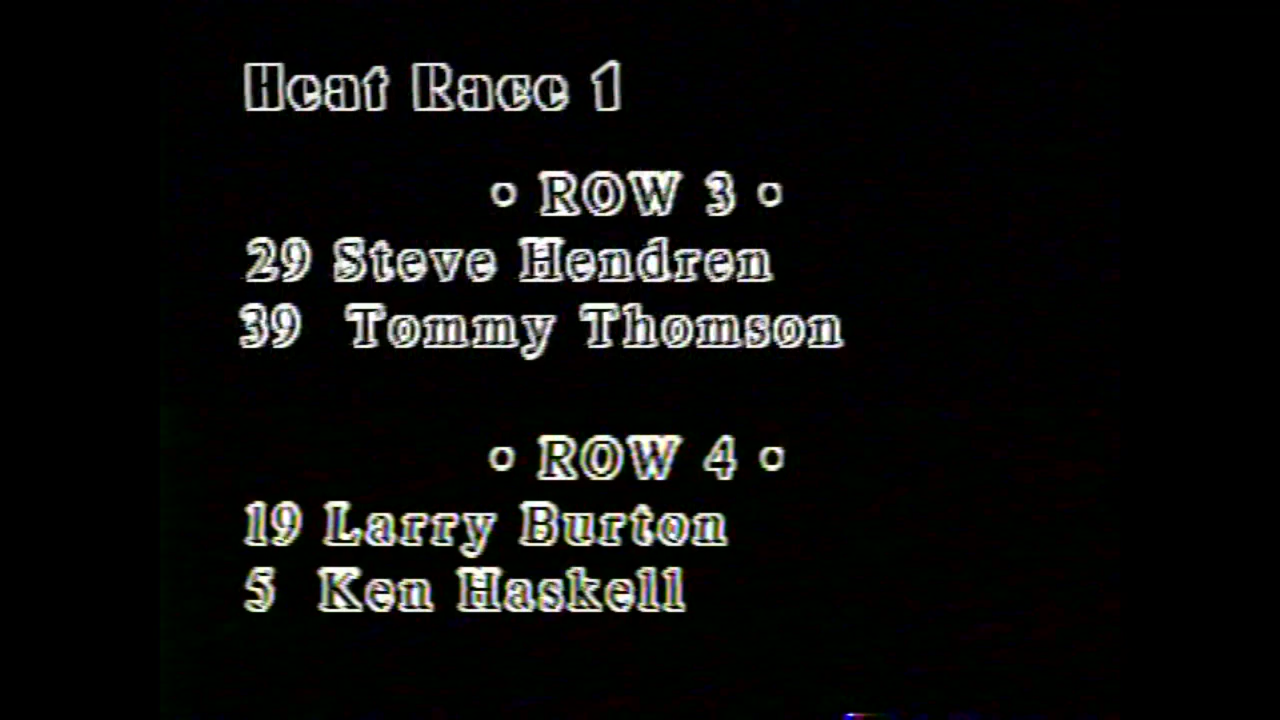 Heat Race 1
• ROW 3 •
29 Steve Hendren
39 Tommy Thomson
• ROW 4 •
19 Larry Burton
5 Ken Haskell